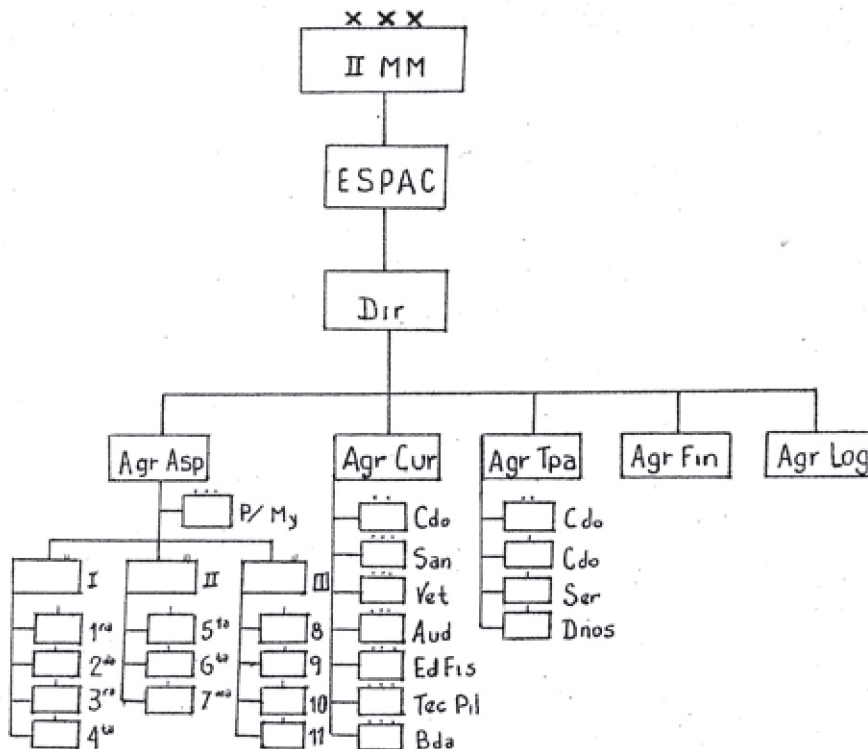 × × ×
II MM
ESPAC
Dir
Agr Asp
Agr Cur
Agr Tpa
Agr Fin
Agr Log
P/My
I
1ra
2da
3ra
4ta
II
5ta
6ta
7ma
III
8
9
10
11
Cdo
San
Vet
Aud
Ed Fis
Tec Pil
Bda
Cdo
Cdo
Ser
Dnos